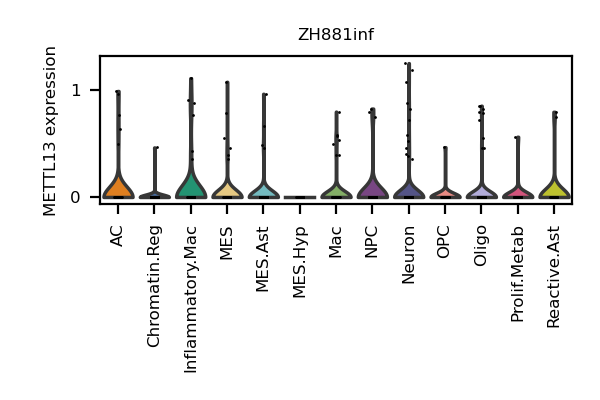 ZH881inf
METTL13 expression
1
0
AC
Chromatin.Reg
Inflammatory.Mac
MES
MES.Ast
MES.Hyp
Mac
NPC
Neuron
OPC
Oligo
Prolif.Metab
Reactive.Ast